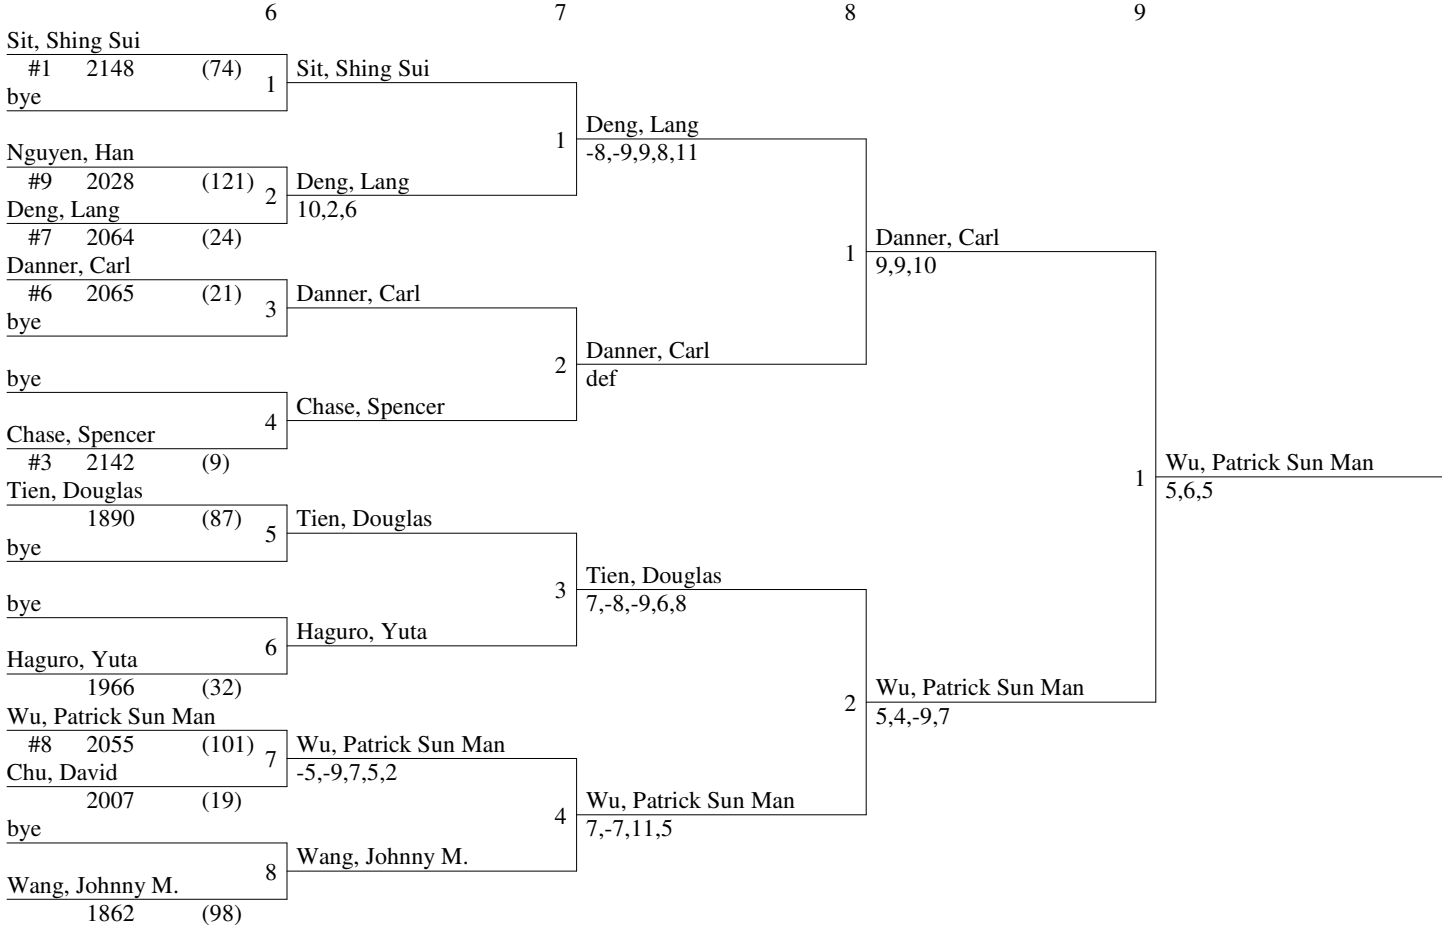 6 7 8 9
Sit, Shing Sui
#1 2148 (74)
1
Sit, Shing Sui
bye
1
Deng, Lang
-8,-9,9,8,11
Nguyen, Han
#9 2028 (121)
2
Deng, Lang
10,2,6
Deng, Lang
#7 2064 (24)
1
Danner, Carl
9,9,10
Danner, Carl
#6 2065 (21)
3
Danner, Carl
bye
2
Danner, Carl
def
bye
4
Chase, Spencer
Chase, Spencer
#3 2142 (9)
1
Wu, Patrick Sun Man
5,6,5
Tien, Douglas
1890 (87)
5
Tien, Douglas
bye
3
Tien, Douglas
7,-8,-9,6,8
bye
6
Haguro, Yuta
Haguro, Yuta
1966 (32)
2
Wu, Patrick Sun Man
5,4,-9,7
Wu, Patrick Sun Man
#8 2055 (101)
7
Wu, Patrick Sun Man
-5,-9,7,5,2
Chu, David
2007 (19)
4
Wu, Patrick Sun Man
7,-7,11,5
bye
8
Wang, Johnny M.
Wang, Johnny M.
1862 (98)